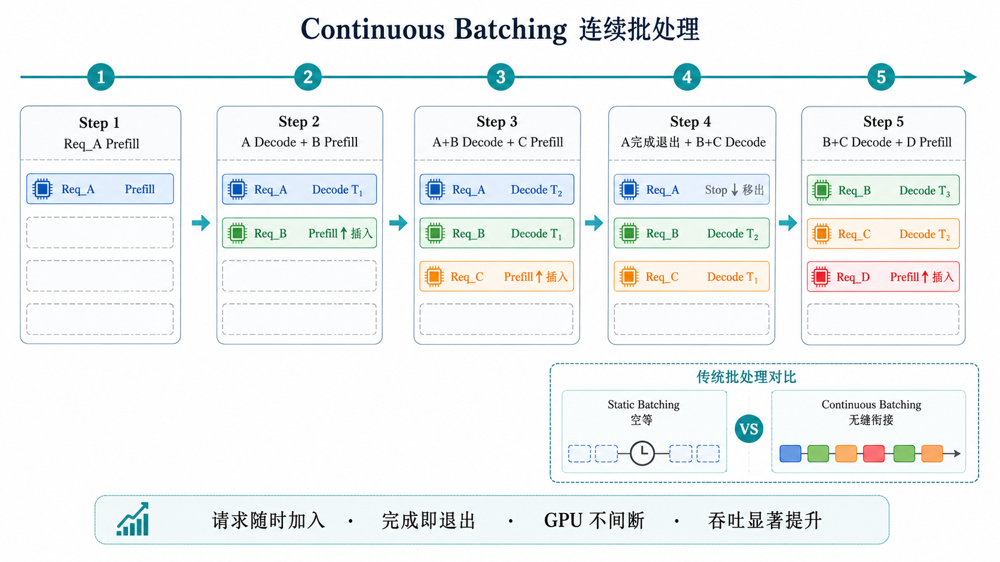 Continuous Batching 连续批处理
1
2
3
4
5
Step 1
Req_A Prefill
Req_A Prefill
Step 2
A Decode + B Prefill
Req_A Decode T₁
Req_B Prefill ↑ 插入
Step 3
A+B Decode + C Prefill
Req_A Decode T₂
Req_B Decode T₁
Req_C Prefill ↑ 插入
Step 4
A完成退出 + B+C Decode
Req_A Stop ↓ 移出
Req_B Decode T₂
Req_C Decode T₁
Step 5
B+C Decode + D Prefill
Req_B Decode T₃
Req_C Decode T₂
Req_D Prefill ↑ 插入
传统批处理对比
Static Batching
空等
VS
Continuous Batching
无缝衔接
请求随时加入 · 完成即退出 · GPU 不间断 · 吞吐显著提升